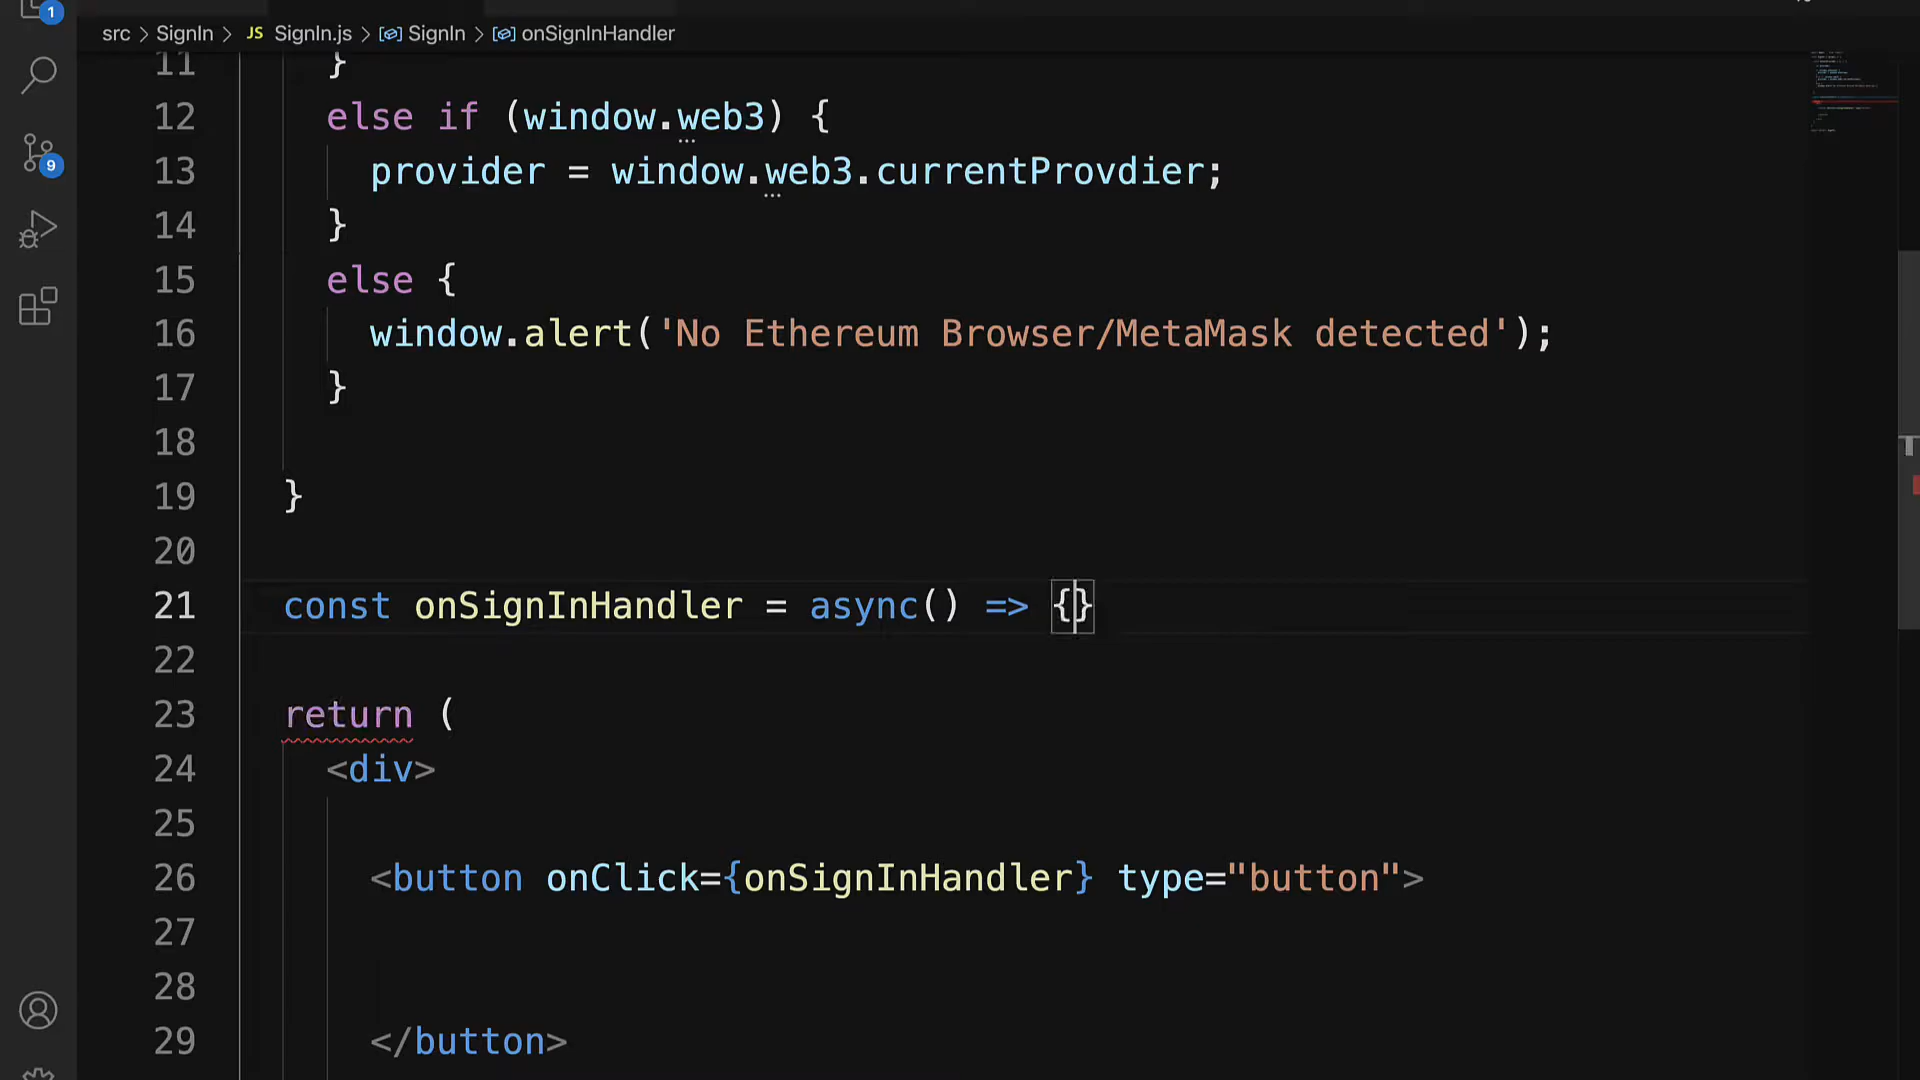 1
src > SignIn > JS SignIn.js > SignIn > onSignInHandler
11 }
12 else if (window.web3) {
9
13 provider = window.web3.currentProvdier;
14 }
15 else {
16 window.alert('No Ethereum Browser/MetaMask detected');
17 }
18
19 }
20
21 const onSignInHandler = async() => {}
22
23 return (
24 <div>
25
26 <button onClick={onSignInHandler} type="button">
27
28
29 </button>